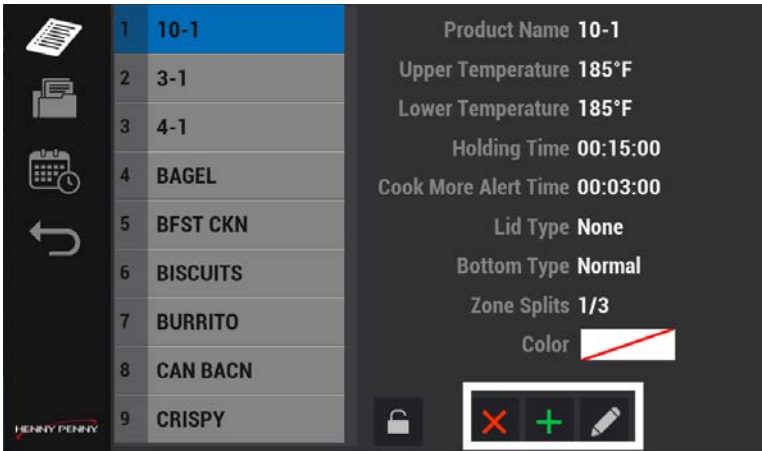 1 10-1
2 3-1
3 4-1
4 BAGEL
5 BFST CKN
6 BISCUITS
7 BURRITO
8 CAN BACN
9 CRISPY
Product Name 10-1
Upper Temperature 185°F
Lower Temperature 185°F
Holding Time 00:15:00
Cook More Alert Time 00:03:00
Lid Type None
Bottom Type Normal
Zone Splits 1/3
Color
HENNY PENNY